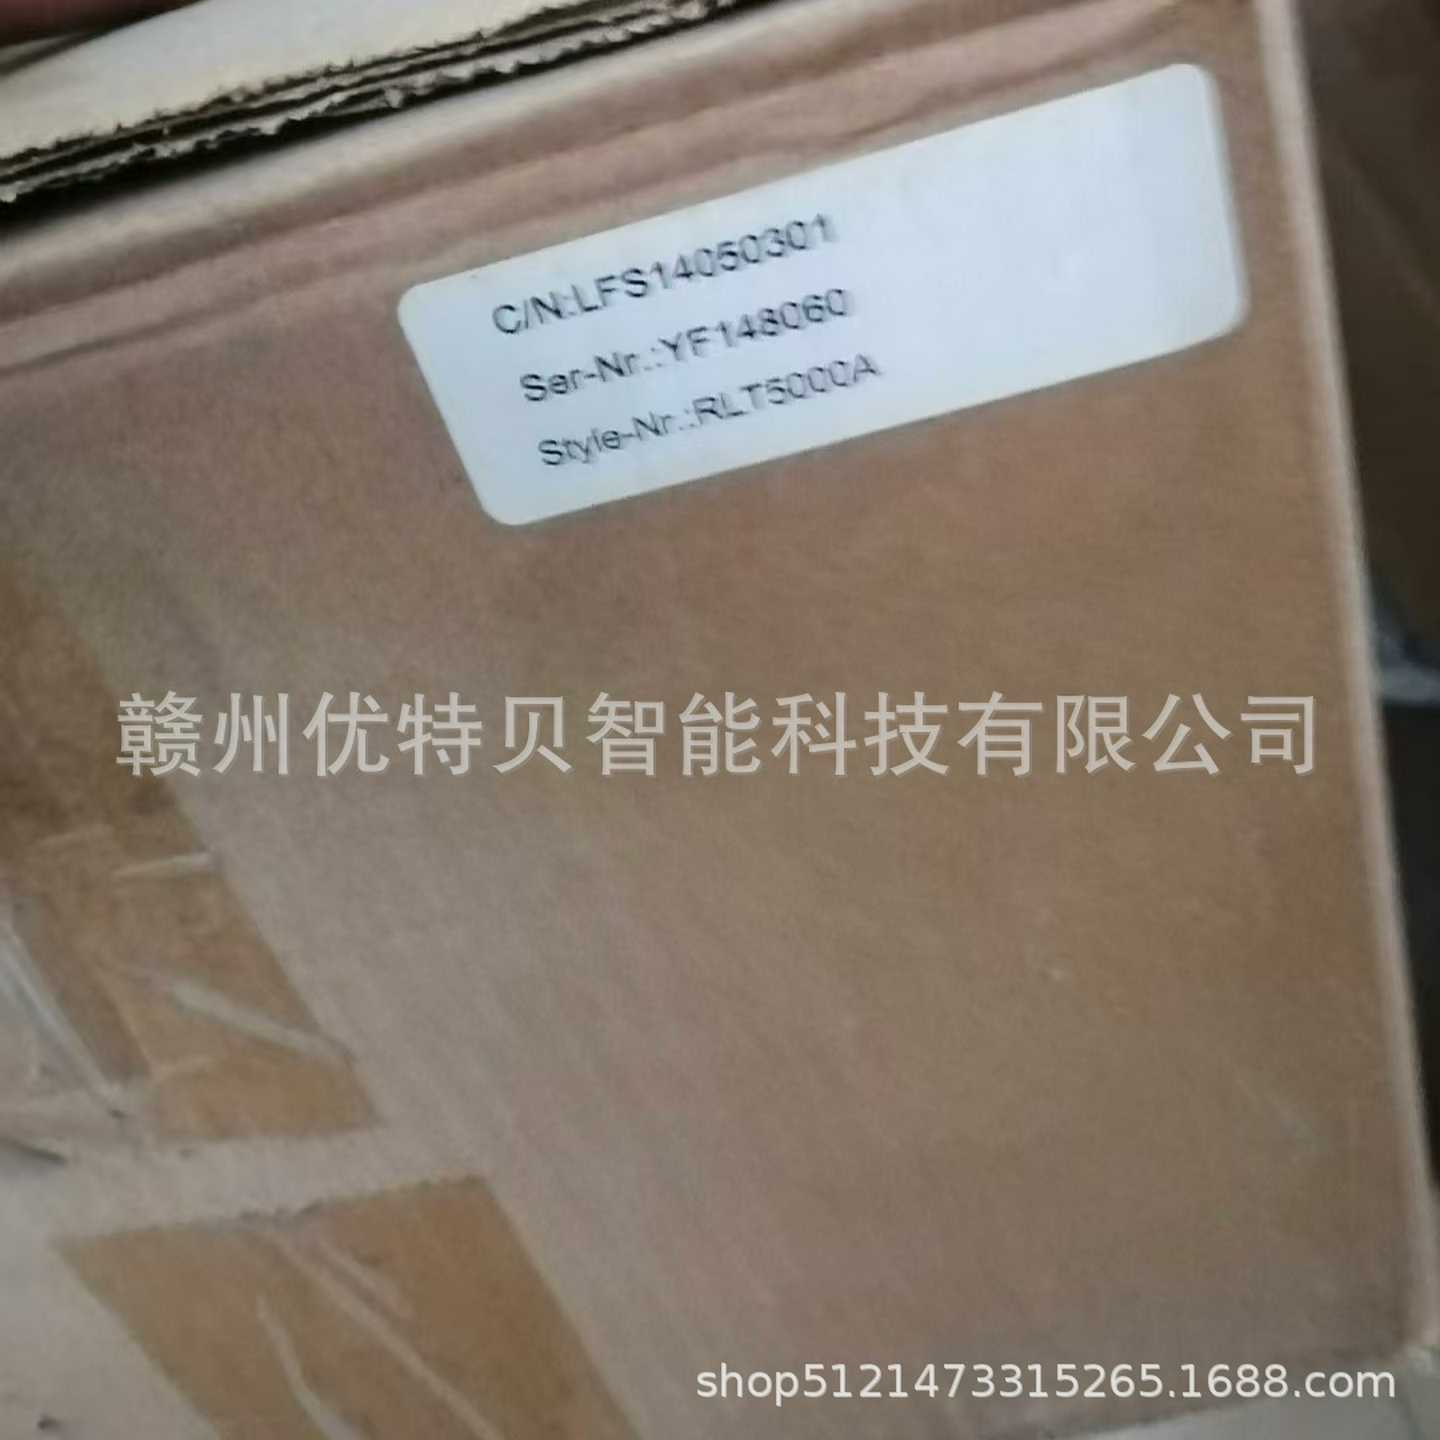 C/N:LFS14050301
Ser-Nr.:YF148060
Style-Nr.:RLT5000A
赣州优特贝智能科技有限公司
shop5121473315265.1688.com